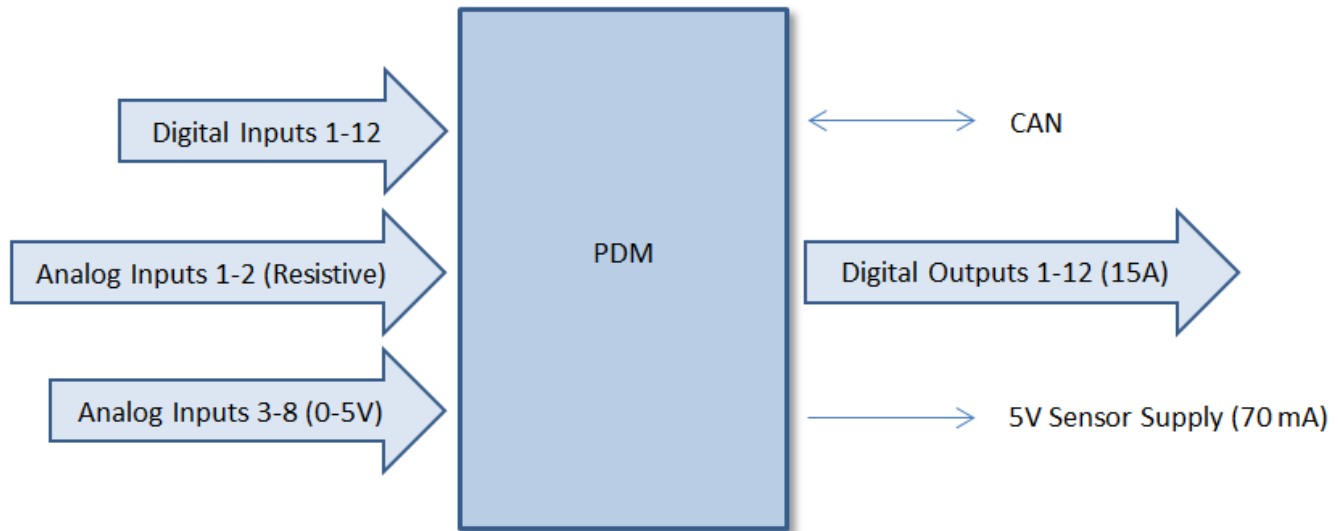 Digital Inputs 1-12
Analog Inputs 1-2 (Resistive)
Analog Inputs 3-8 (0-5V)
PDM
CAN
Digital Outputs 1-12 (15A)
5V Sensor Supply (70 mA)